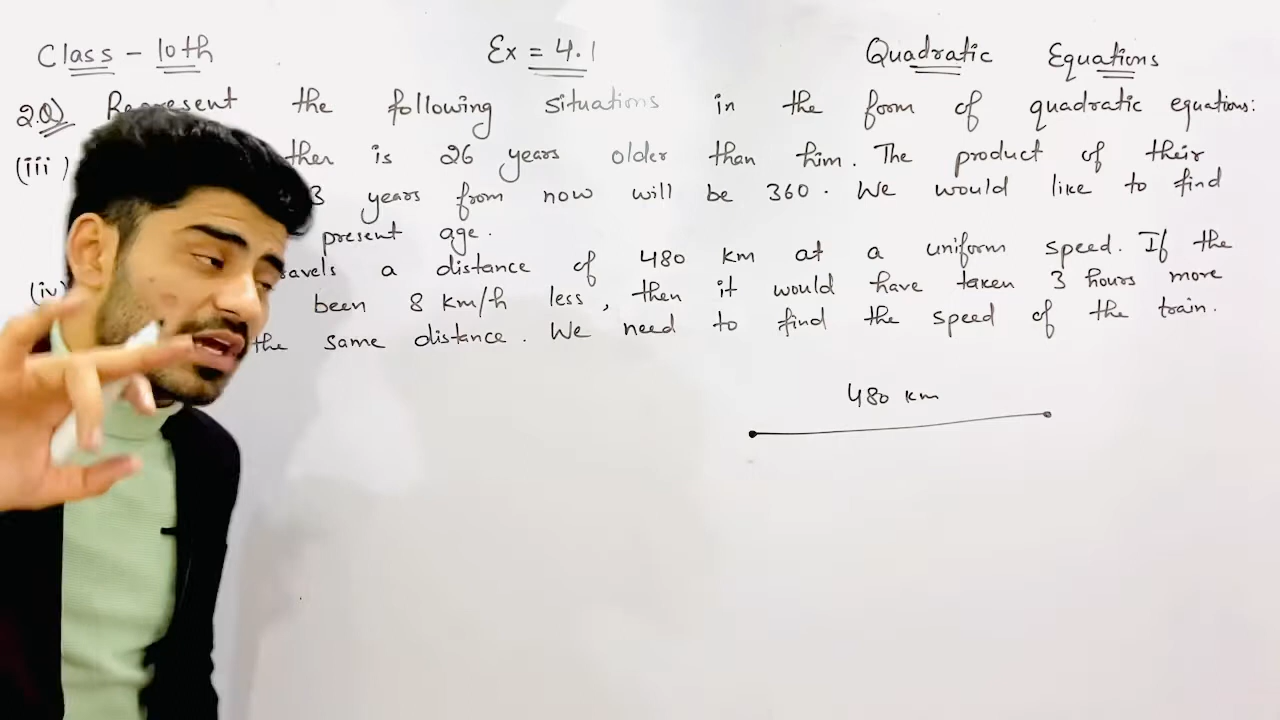 Class - 10th Ex = 4.1 Quadratic Equations
2Q) Represent the following situations in the form of quadratic equations:
(iii) is 26 years older than him. The product of their
3 years from now will be 360. We would like to find
present age.
(iv) a distance of 480 km at a uniform speed. If the
been 8 km/h less, then it would have taken 3 hours more
the same distance. We need to find the speed of the train.
480 km